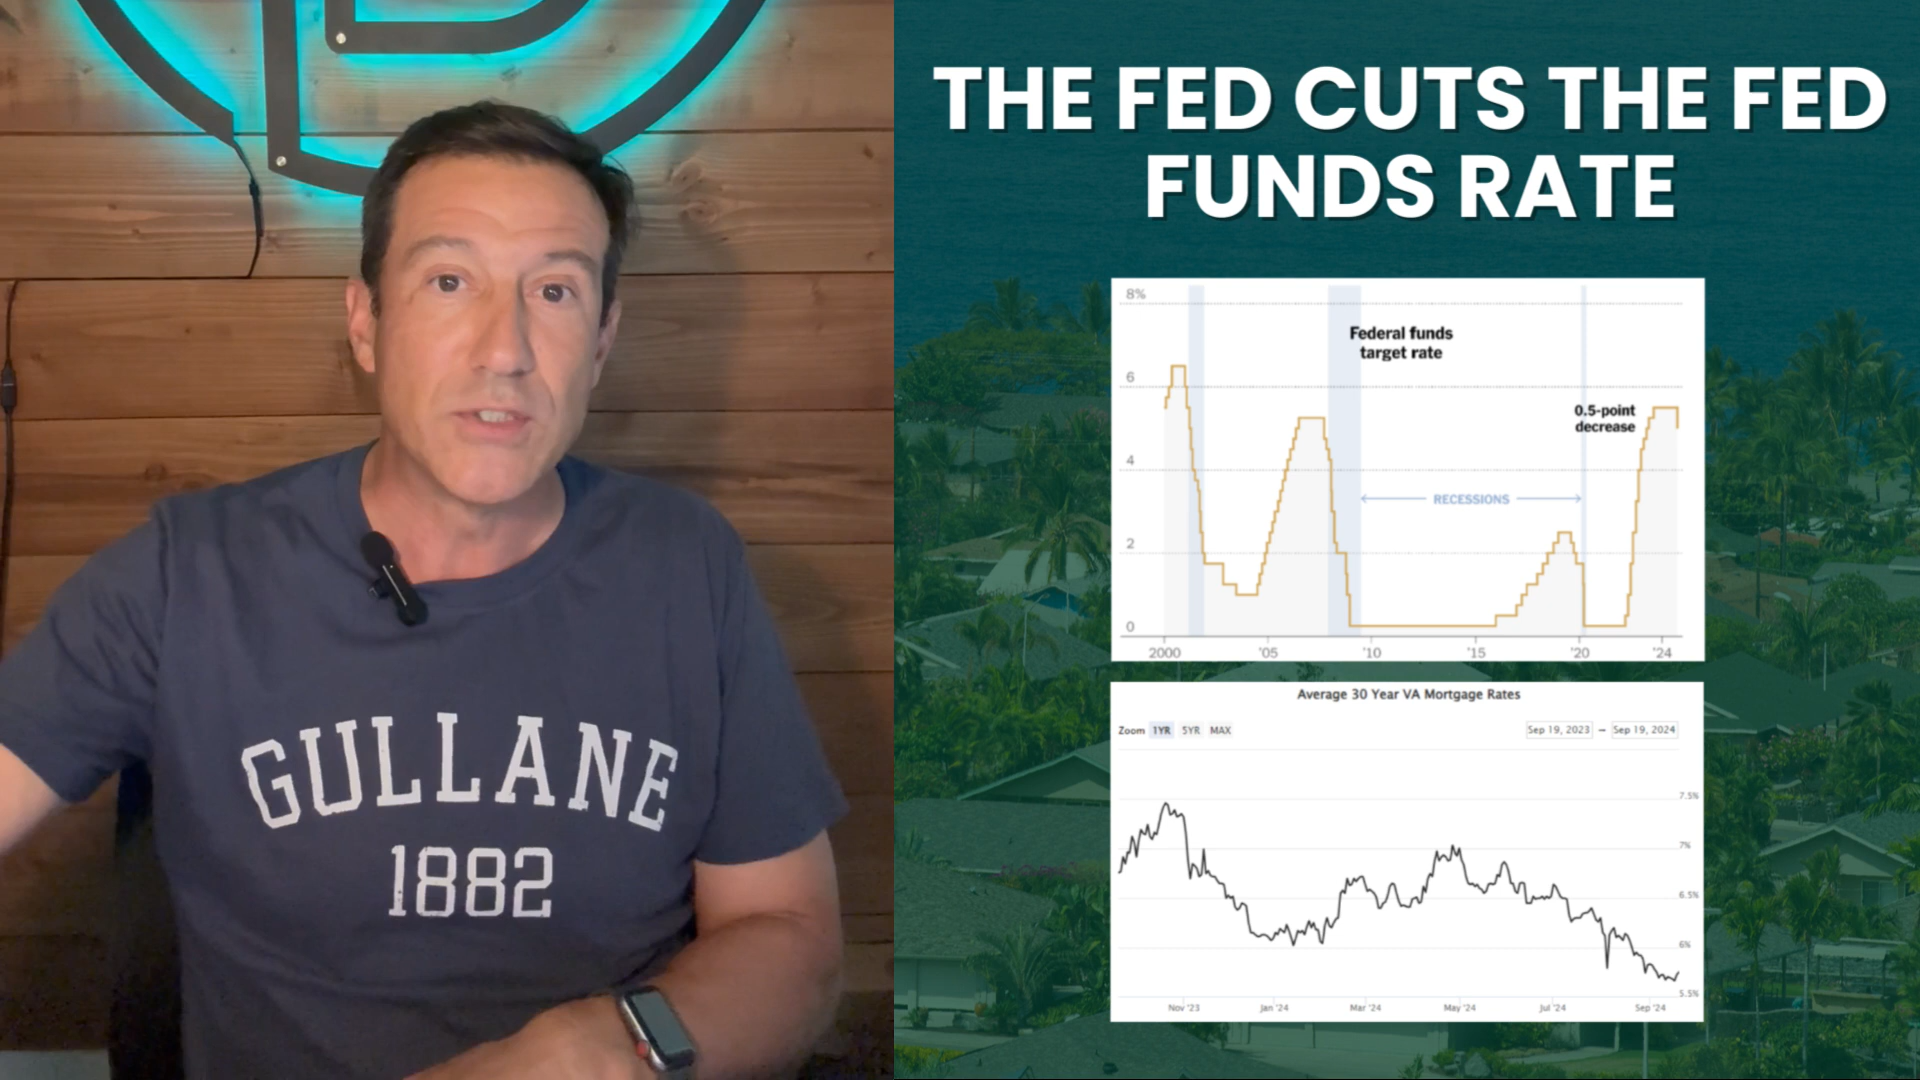 GULLANE
1882
THE FED CUTS THE FED
FUNDS RATE
8%
Federal funds
target rate
6
0.5-point
decrease
4
RECESSIONS
2
0
2000 '05 '10 '15 '20 '24
Average 30 Year VA Mortgage Rates
Zoom 1YR 5YR MAX Sep 19, 2023 – Sep 19, 2024
7.5%
7%
6.5%
6%
5.5%
Nov '23 Jan '24 Mar '24 May '24 Jul '24 Sep '24